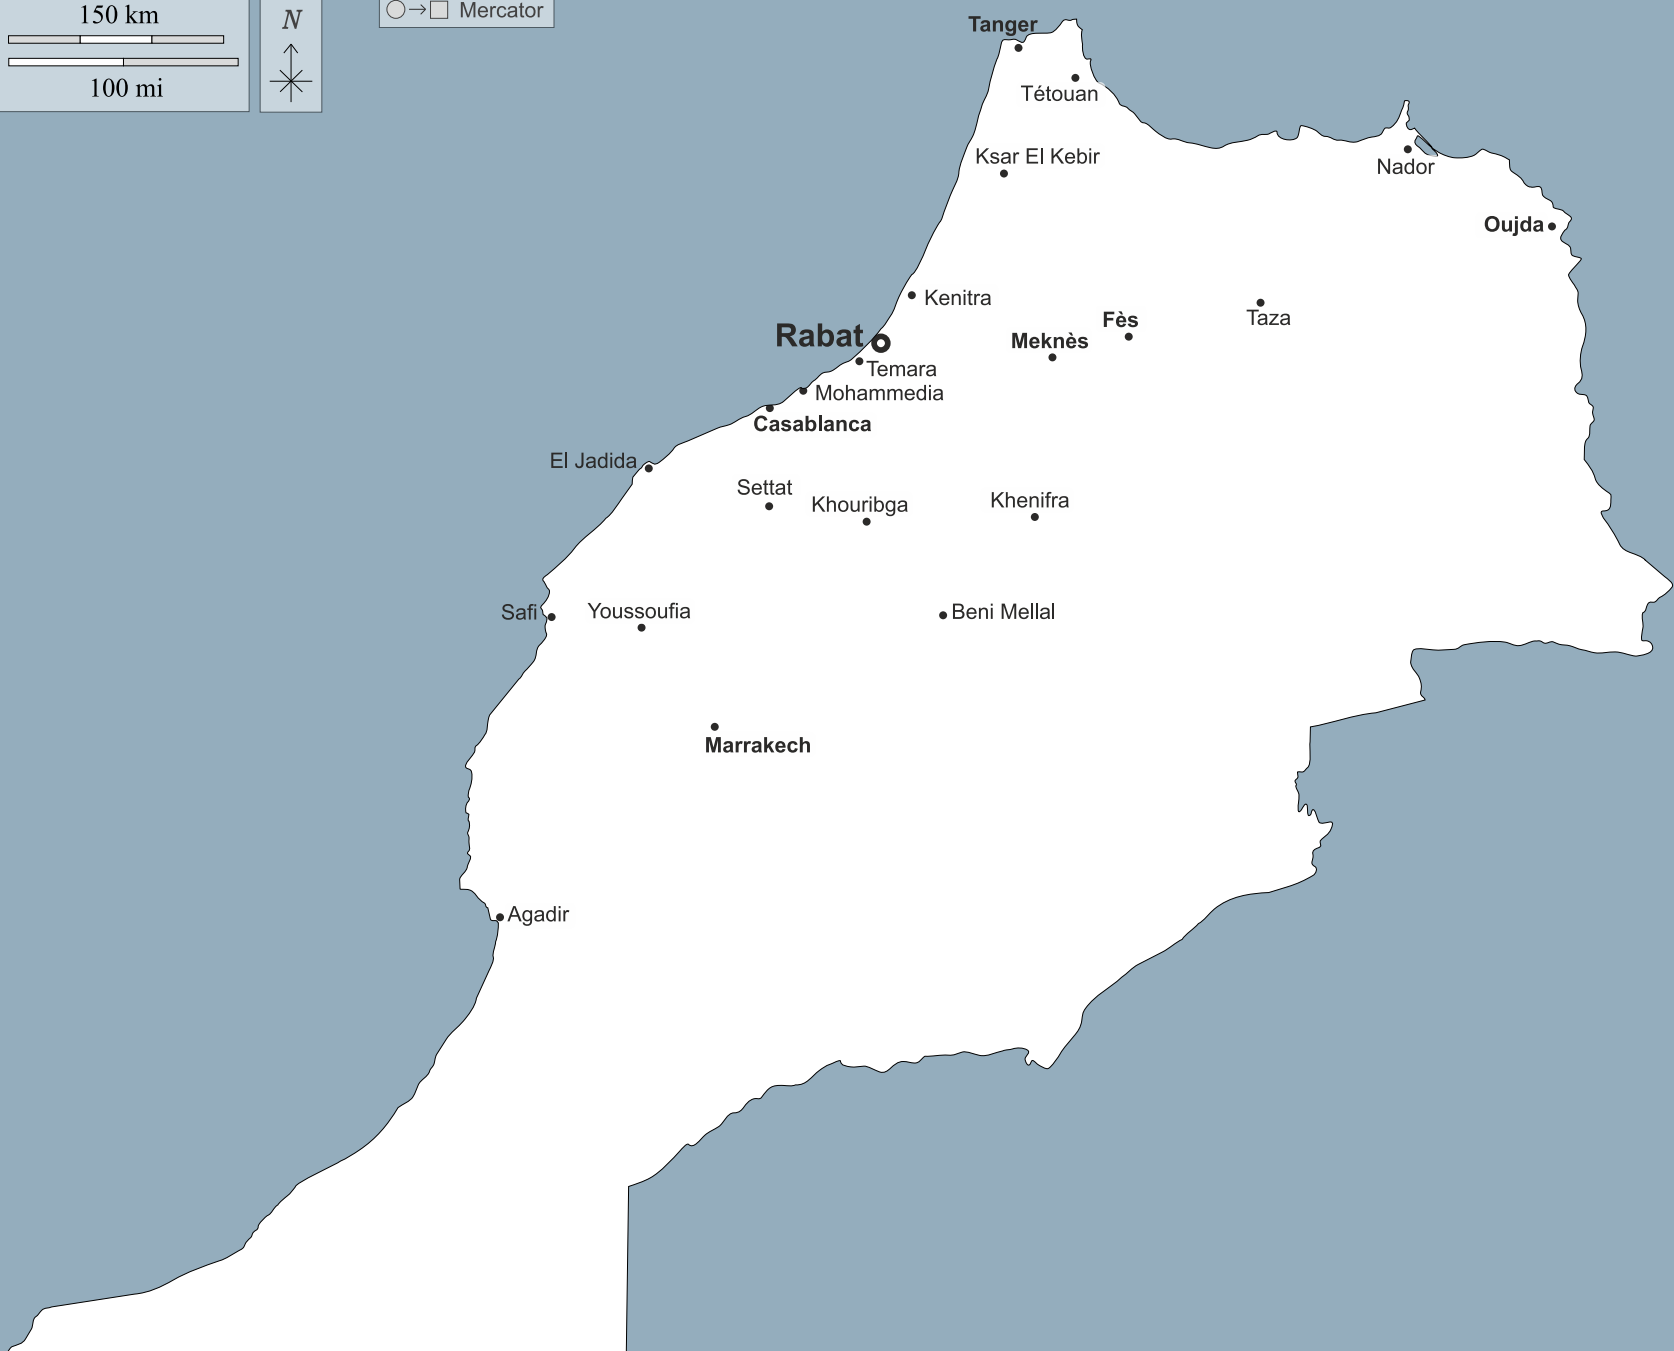 150 km
100 mi
N
Mercator
Tanger
Tétouan
Ksar El Kebir
Nador
Oujda
Kenitra
Rabat
Temara
Mohammedia
Casablanca
Meknès
Fès
Taza
El Jadida
Settat
Khouribga
Khenifra
Safi
Youssoufia
Beni Mellal
Marrakech
Agadir